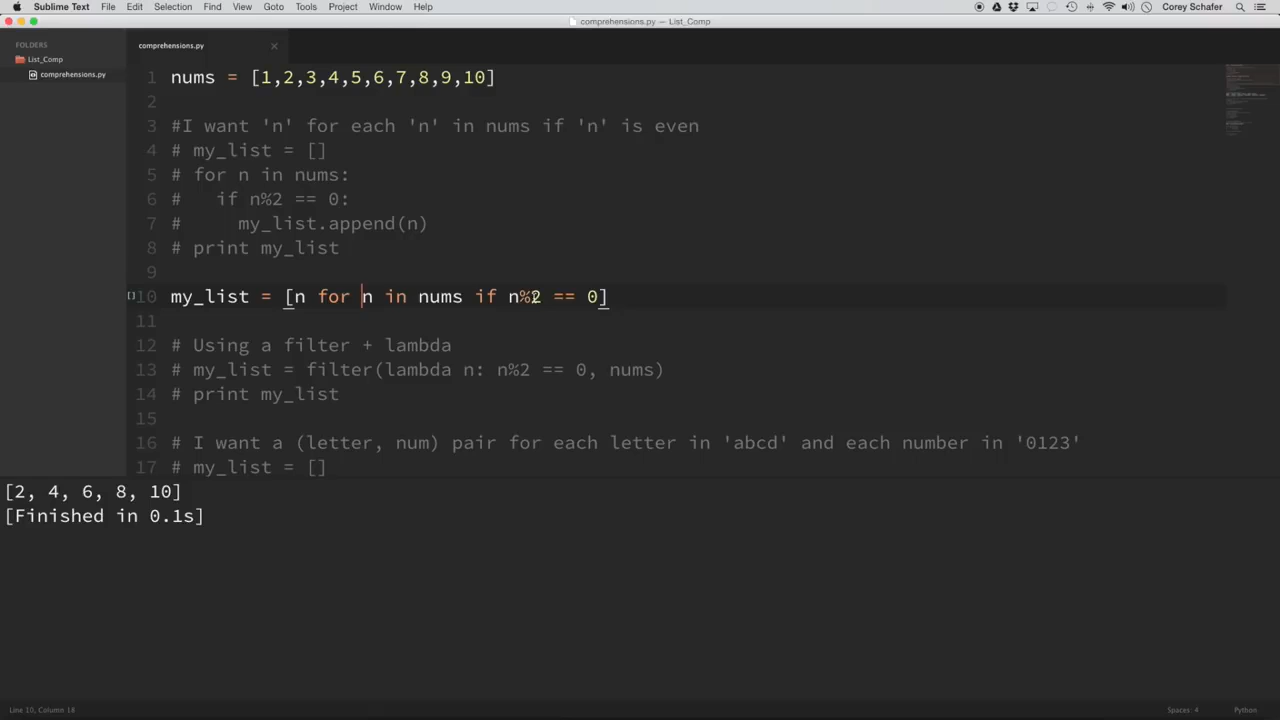 Sublime Text File Edit Selection Find View Goto Tools Project Window Help Corey Schafer
comprehensions.py — List_Comp
FOLDERS
List_Comp
comprehensions.py
comprehensions.py
1 nums = [1,2,3,4,5,6,7,8,9,10]
2
3 #I want 'n' for each 'n' in nums if 'n' is even
4 # my_list = []
5 # for n in nums:
6 #   if n%2 == 0:
7 #     my_list.append(n)
8 # print my_list
9
10 my_list = [n for n in nums if n%2 == 0]
11
12 # Using a filter + lambda
13 # my_list = filter(lambda n: n%2 == 0, nums)
14 # print my_list
15
16 # I want a (letter, num) pair for each letter in 'abcd' and each number in '0123'
17 # my_list = []
[2, 4, 6, 8, 10]
[Finished in 0.1s]
Line 10, Column 18 Spaces: 4 Python